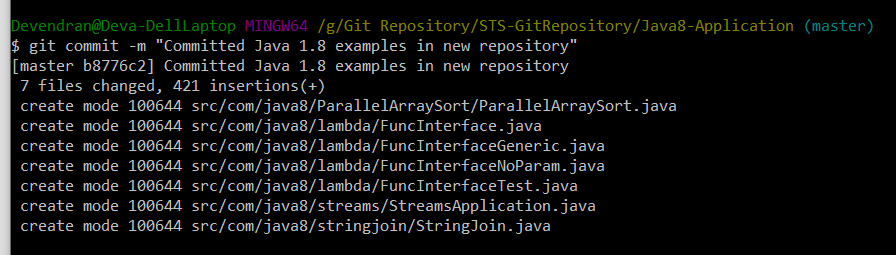 Devendran@Deva-DellLaptop MINGW64 /g/Git Repository/STS-GitRepository/Java8-Application (master)
$ git commit -m "Committed Java 1.8 examples in new repository"
[master b8776c2] Committed Java 1.8 examples in new repository
 7 files changed, 421 insertions(+)
 create mode 100644 src/com/java8/ParallelArraySort/ParallelArraySort.java
 create mode 100644 src/com/java8/lambda/FuncInterface.java
 create mode 100644 src/com/java8/lambda/FuncInterfaceGeneric.java
 create mode 100644 src/com/java8/lambda/FuncInterfaceNoParam.java
 create mode 100644 src/com/java8/lambda/FuncInterfaceTest.java
 create mode 100644 src/com/java8/streams/StreamsApplication.java
 create mode 100644 src/com/java8/stringjoin/StringJoin.java